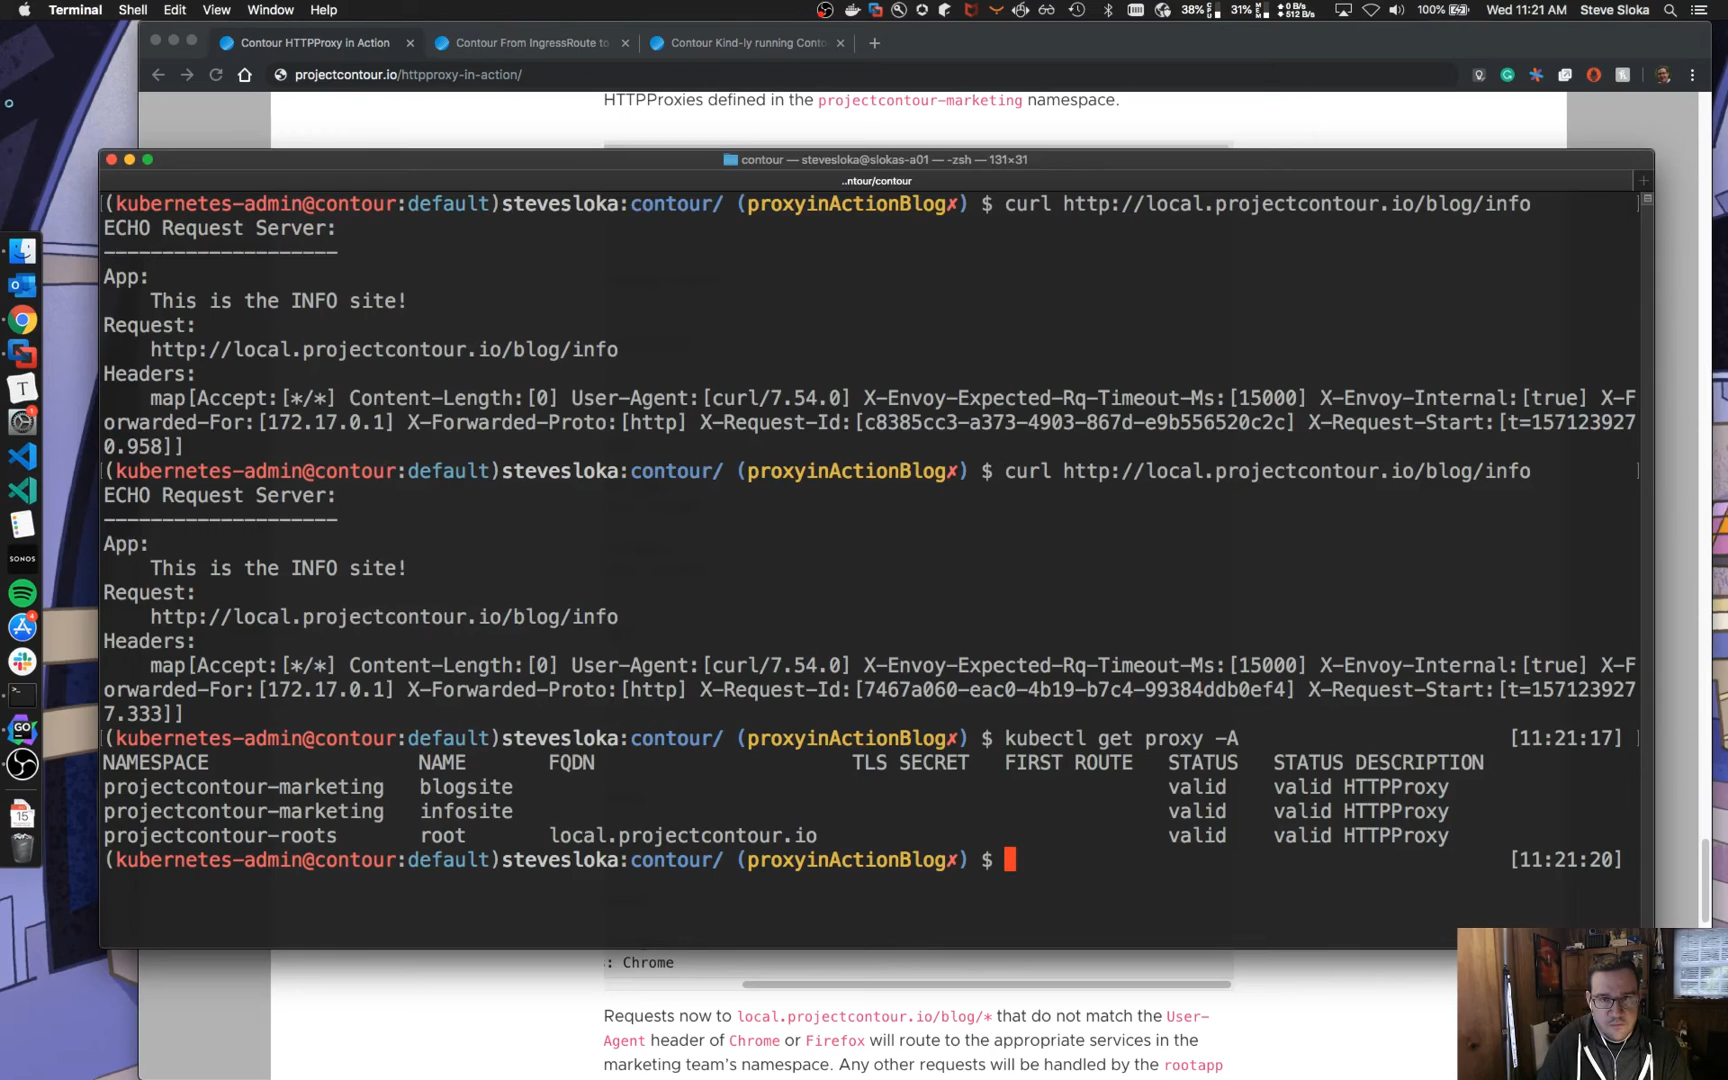 Terminal Shell Edit View Window Help 38% 31% 0 B/s 512 B/s 100% Wed 11:21 AM Steve Sloka
Contour HTTPProxy in Action × Contour From IngressRoute to × Contour Kind-ly running Conto × +
projectcontour.io/httpproxy-in-action/
HTTPProxies defined in the projectcontour-marketing namespace.
contour — stevesloka@slokas-a01 — -zsh — 131×31
..ntour/contour
(kubernetes-admin@contour:default)stevesloka:contour/ (proxyinActionBlog✗) $ curl http://local.projectcontour.io/blog/info
ECHO Request Server:
--------------------
App:
This is the INFO site!
Request:
http://local.projectcontour.io/blog/info
Headers:
map[Accept:[*/*] Content-Length:[0] User-Agent:[curl/7.54.0] X-Envoy-Expected-Rq-Timeout-Ms:[15000] X-Envoy-Internal:[true] X-F
orwarded-For:[172.17.0.1] X-Forwarded-Proto:[http] X-Request-Id:[c8385cc3-a373-4903-867d-e9b556520c2c] X-Request-Start:[t=157123927
0.958]]
(kubernetes-admin@contour:default)stevesloka:contour/ (proxyinActionBlog✗) $ curl http://local.projectcontour.io/blog/info
ECHO Request Server:
--------------------
App:
This is the INFO site!
Request:
http://local.projectcontour.io/blog/info
Headers:
map[Accept:[*/*] Content-Length:[0] User-Agent:[curl/7.54.0] X-Envoy-Expected-Rq-Timeout-Ms:[15000] X-Envoy-Internal:[true] X-F
orwarded-For:[172.17.0.1] X-Forwarded-Proto:[http] X-Request-Id:[7467a060-eac0-4b19-b7c4-99384ddb0ef4] X-Request-Start:[t=157123927
7.333]]
(kubernetes-admin@contour:default)stevesloka:contour/ (proxyinActionBlog✗) $ kubectl get proxy -A [11:21:17]
NAMESPACE NAME FQDN TLS SECRET FIRST ROUTE STATUS STATUS DESCRIPTION
projectcontour-marketing blogsite valid valid HTTPProxy
projectcontour-marketing infosite valid valid HTTPProxy
projectcontour-roots root local.projectcontour.io valid valid HTTPProxy
(kubernetes-admin@contour:default)stevesloka:contour/ (proxyinActionBlog✗) $ [11:21:20]
: Chrome
Requests now to local.projectcontour.io/blog/* that do not match the User-
Agent header of Chrome or Firefox will route to the appropriate services in the
marketing team's namespace. Any other requests will be handled by the rootapp
SONOS
GO
15